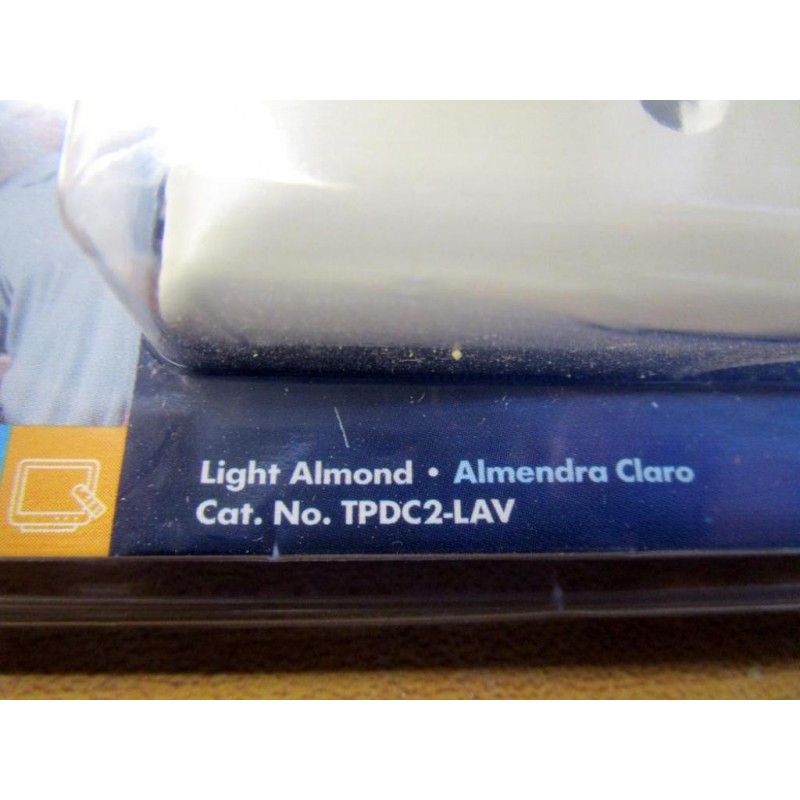 Light Almond • Almendra Claro
Cat. No. TPDC2-LAV